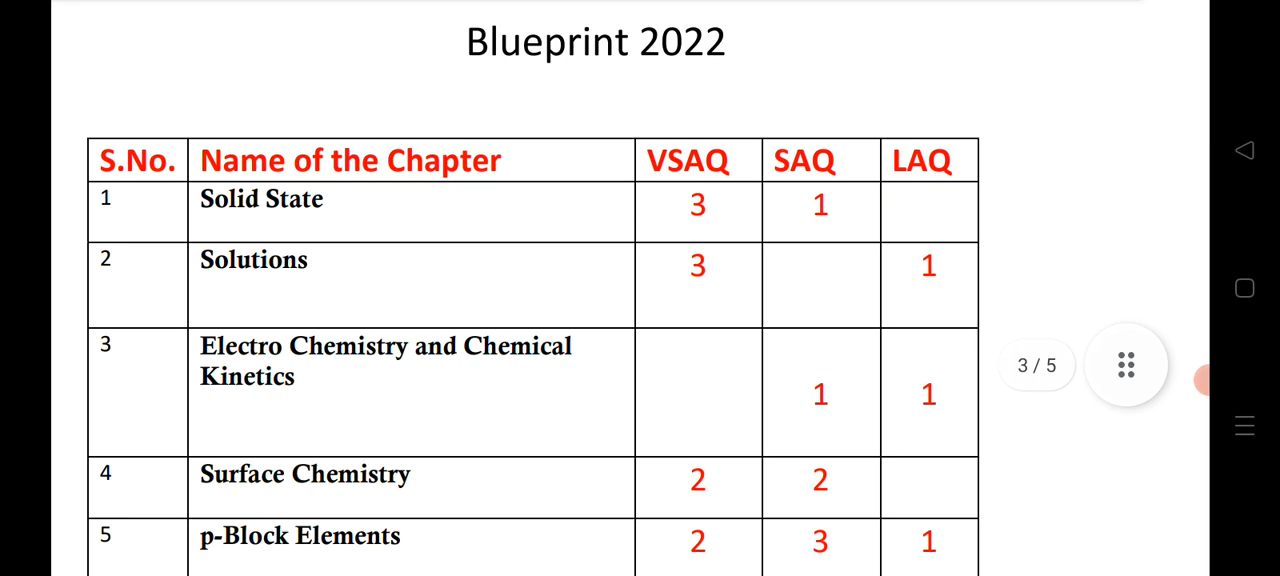 Blueprint 2022
S.No. Name of the Chapter VSAQ SAQ LAQ
1 Solid State 3 1
2 Solutions 3 1
3 Electro Chemistry and Chemical
Kinetics 1 1
3 / 5
4 Surface Chemistry 2 2
5 p-Block Elements 2 3 1